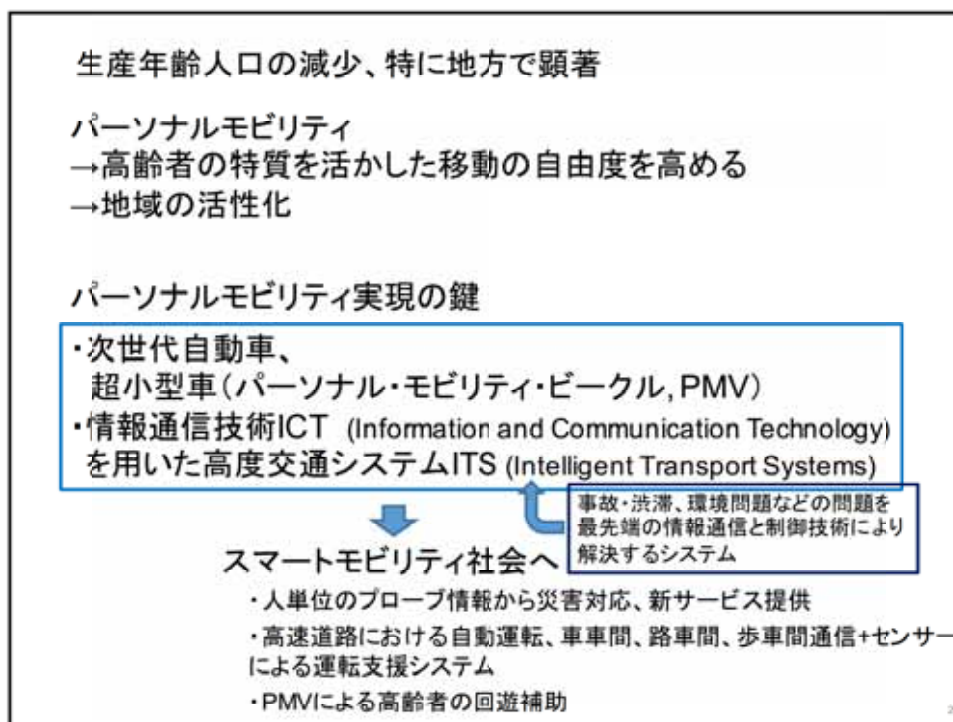 生産年齢人口の減少、特に地方で顕著
パーソナルモビリティ
→高齢者の特質を活かした移動の自由度を高める
→地域の活性化
パーソナルモビリティ実現の鍵
・次世代自動車、
超小型車(パーソナル・モビリティ・ビークル,PMV)
・情報通信技術ICT (Information and Communication Technology)
を用いた高度交通システムITS (Intelligent Transport Systems)
事故・渋滞、環境問題などの問題を
最先端の情報通信と制御技術により
解決するシステム
スマートモビリティ社会へ
・人単位のプローブ情報から災害対応、新サービス提供
・高速道路における自動運転、車車間、路車間、歩車間通信+センサー
による運転支援システム
・PMVによる高齢者の回遊補助
2